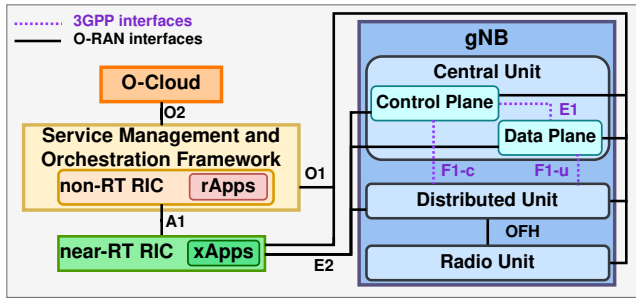 3GPP interfaces
O-RAN interfaces
gNB
Central Unit
Control Plane
E1
Data Plane
F1-c
F1-u
Distributed Unit
OFH
Radio Unit
O-Cloud
O2
Service Management and
Orchestration Framework
non-RT RIC
rApps
O1
A1
near-RT RIC
xApps
E2